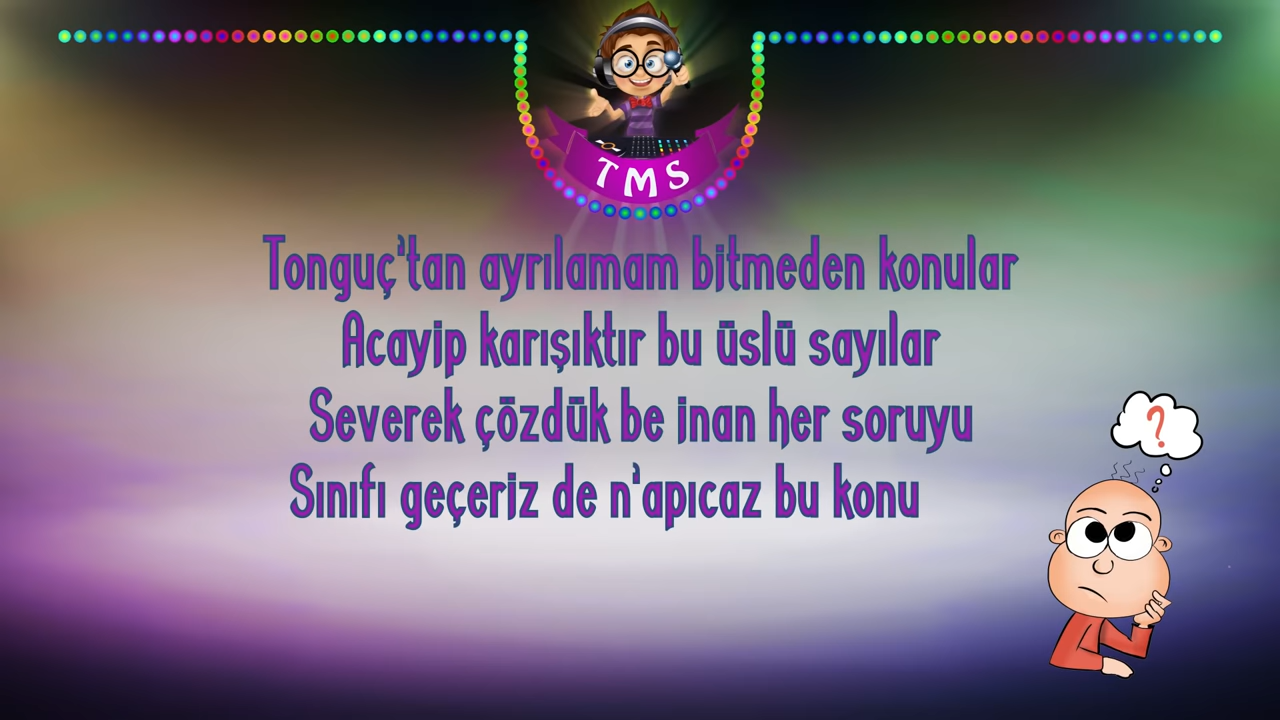 TMS
Tonguç'tan ayrılamam bitmeden konular
Acayip karışıktır bu üslü sayılar
Severek çözdük be inan her soruyu
Sınıfı geçeriz de n'apıcaz bu konu
?